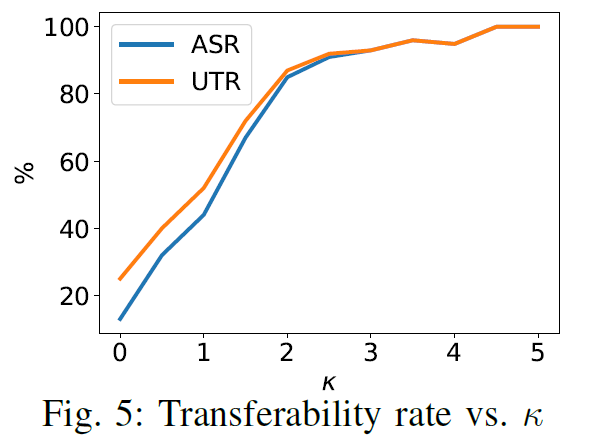 100
80
60
40
20
%
ASR
UTR
0 1 2 3 4 5
κ
Fig. 5: Transferability rate vs. κ